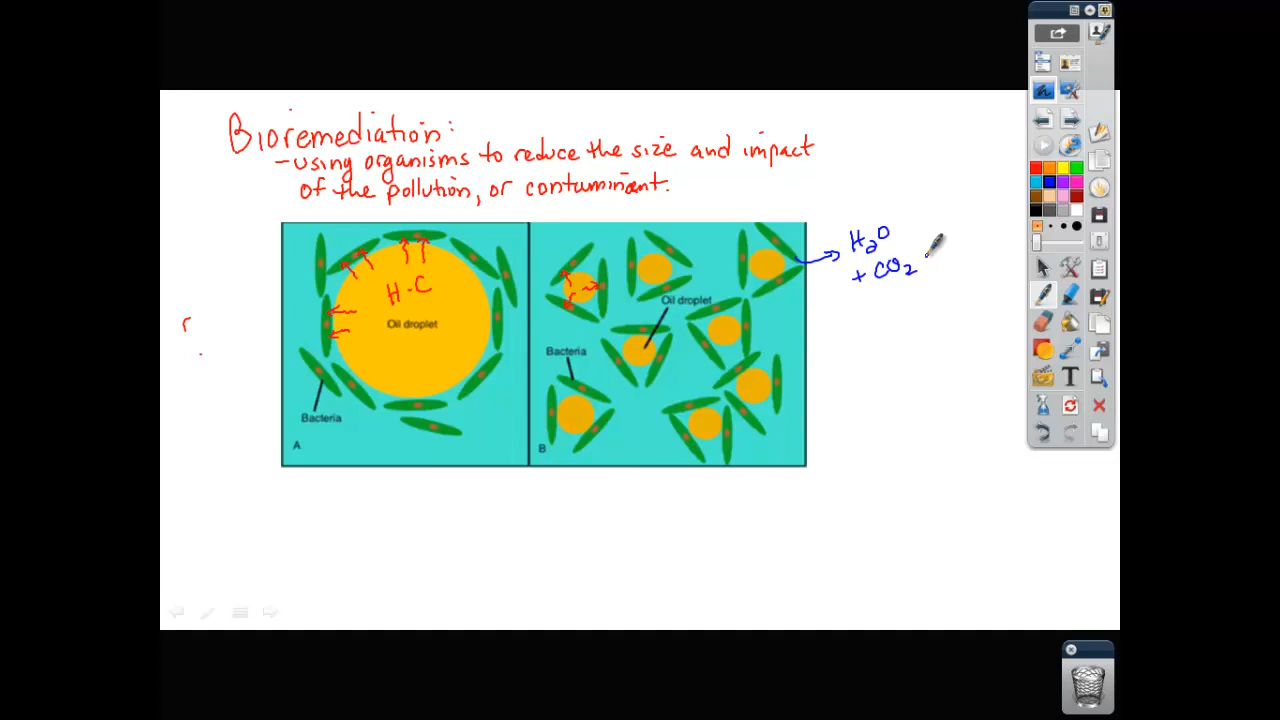 Bioremediation:
-using organisms to reduce the size and impact
of the pollution, or contaminant.
H-C
Oil droplet
Bacteria
A
Oil droplet
Bacteria
B
H2O
+ CO2
r
T